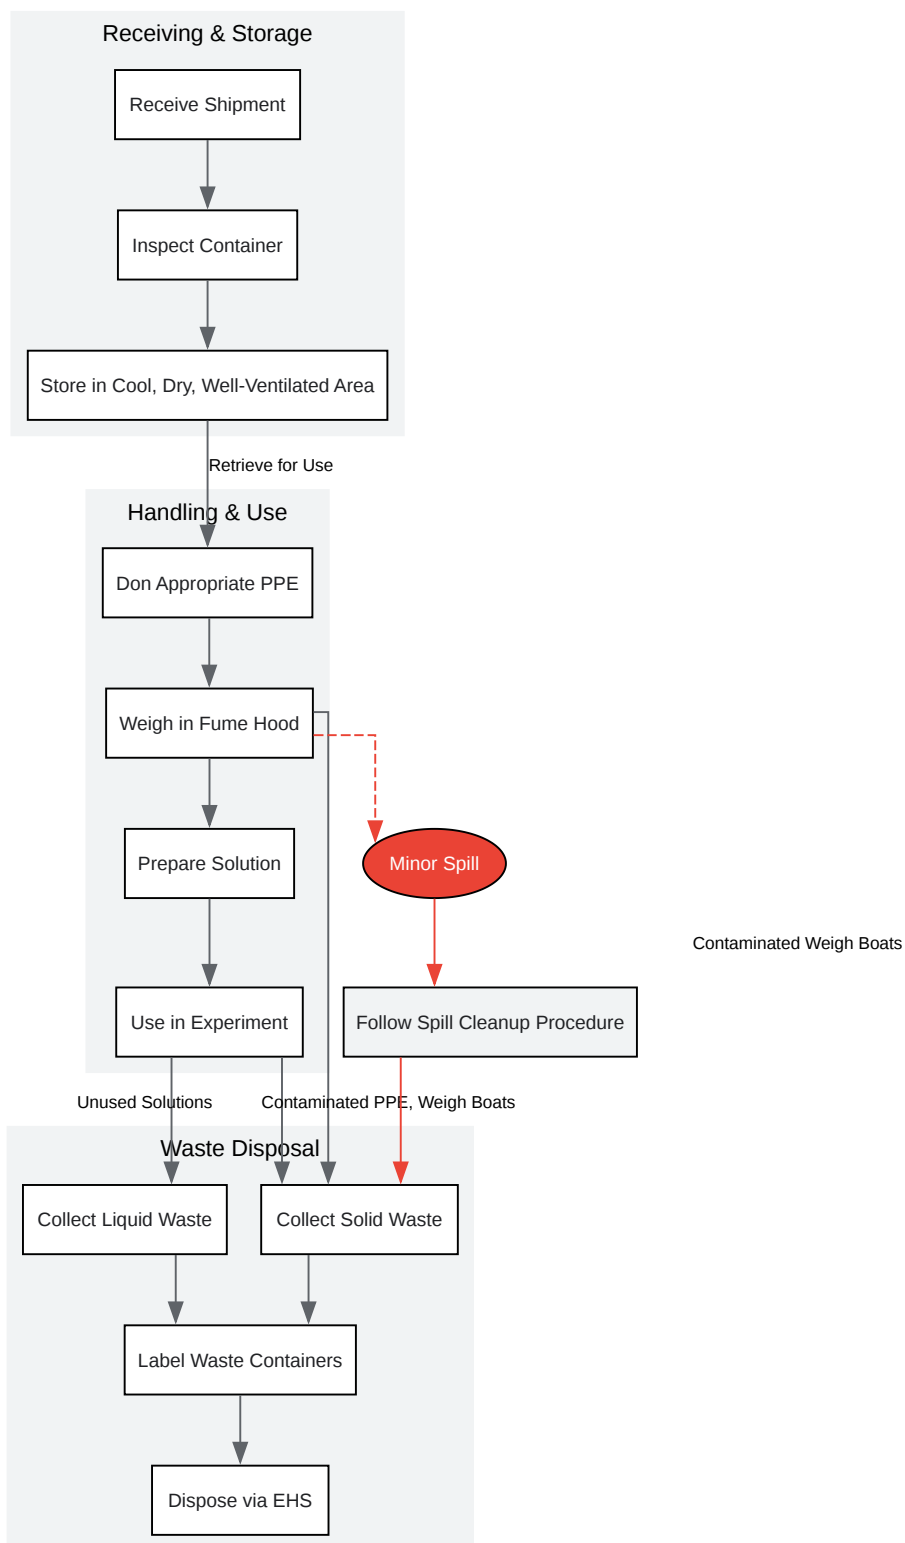 Receiving & Storage
Receive Shipment
Inspect Container
Store in Cool, Dry, Well-Ventilated Area
Retrieve for Use
Handling & Use
Don Appropriate PPE
Weigh in Fume Hood
Prepare Solution
Minor Spill
Contaminated Weigh Boats
Use in Experiment
Follow Spill Cleanup Procedure
Unused Solutions
Contaminated PPE, Weigh Boats
Waste Disposal
Collect Liquid Waste
Collect Solid Waste
Label Waste Containers
Dispose via EHS